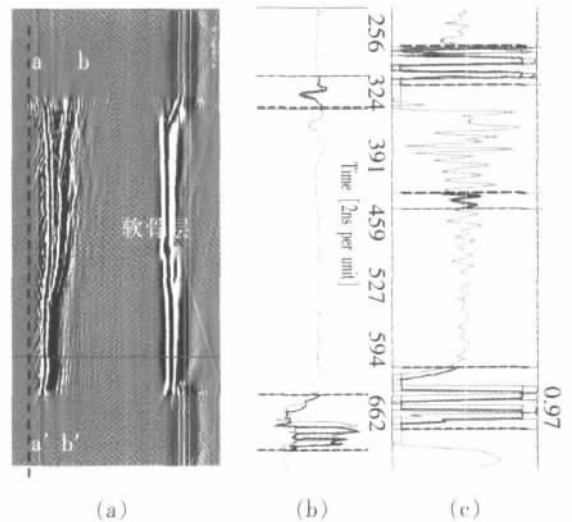 a b
软骨层
a′ b′
256
324
391
459
527
594
662
Time [2ns per unit]
0.97
(a)
(b)
(c)